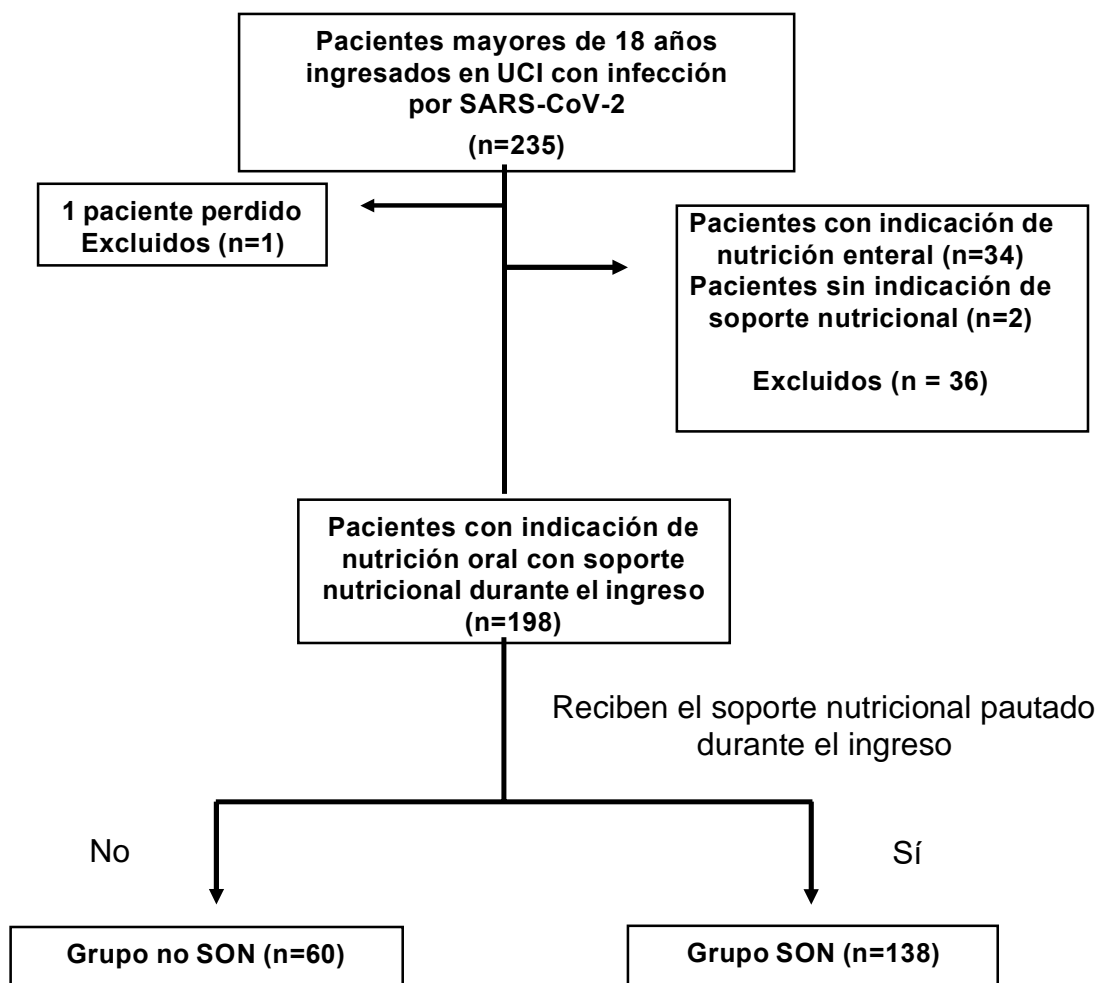 Pacientes mayores de 18 años
ingresados en UCI con infección
por SARS-CoV-2
(n=235)
1 paciente perdido
Excluidos (n=1)
Pacientes con indicación de
nutrición enteral (n=34)
Pacientes sin indicación de
soporte nutricional (n=2)
Excluidos (n = 36)
Pacientes con indicación de
nutrición oral con soporte
nutricional durante el ingreso
(n=198)
Reciben el soporte nutricional pautado
durante el ingreso
No
Sí
Grupo no SON (n=60)
Grupo SON (n=138)